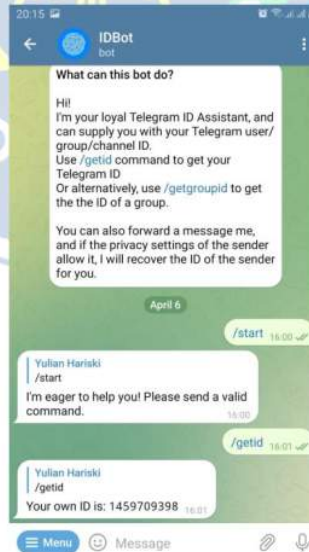 20:15
IDBot
bot
What can this bot do?
Hi!
I'm your loyal Telegram ID Assistant, and
can supply you with your Telegram user/
group/channel ID.
Use /getid command to get your
Telegram ID
Or alternatively, use /getgroupid to get
the the ID of a group.
You can also forward a message me,
and if the privacy settings of the sender
allow it, I will recover the ID of the sender
for you.
April 6
/start 16:00
Yulian Hariski
/start
I'm eager to help you! Please send a valid
command.
16:00
/getid 16:01
Yulian Hariski
/getid
Your own ID is: 1459709398 16:01
Menu
Message